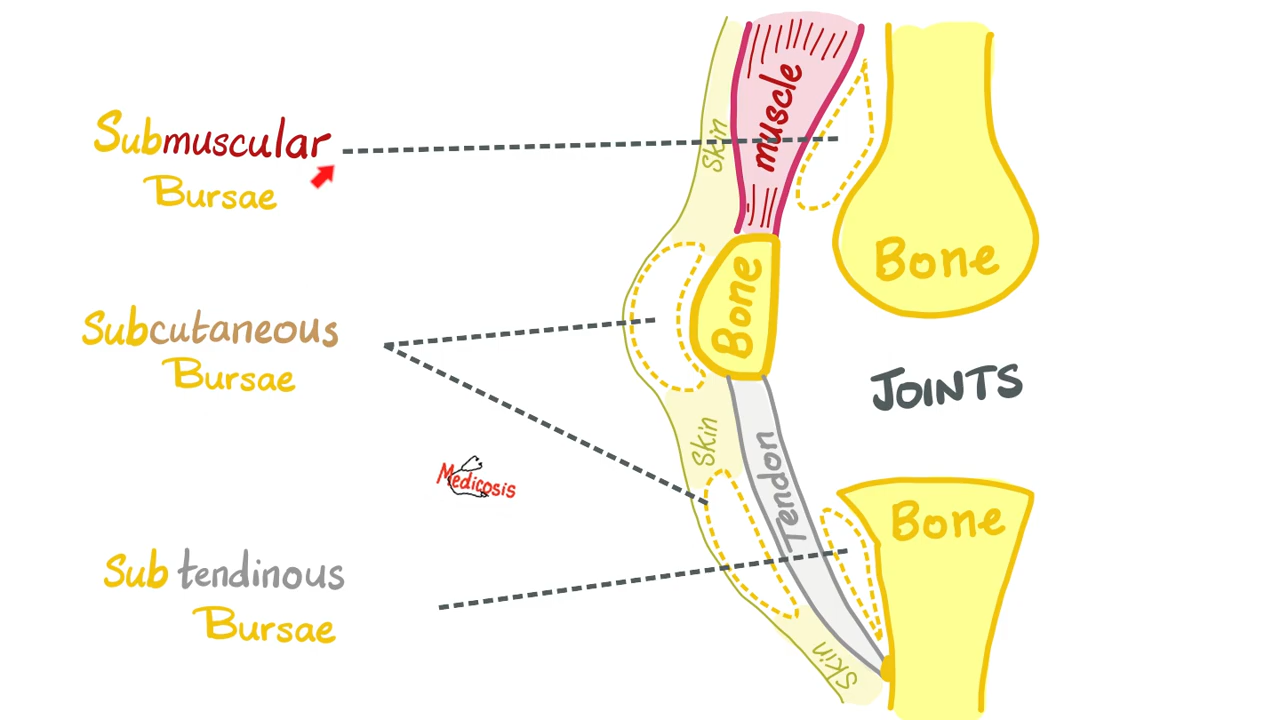 Submuscular
Bursae
Subcutaneous
Bursae
Medicosis
Sub tendinous
Bursae
Skin
muscle
Bone
Bone
JOINTS
Skin
Tendon
Bone
Skin